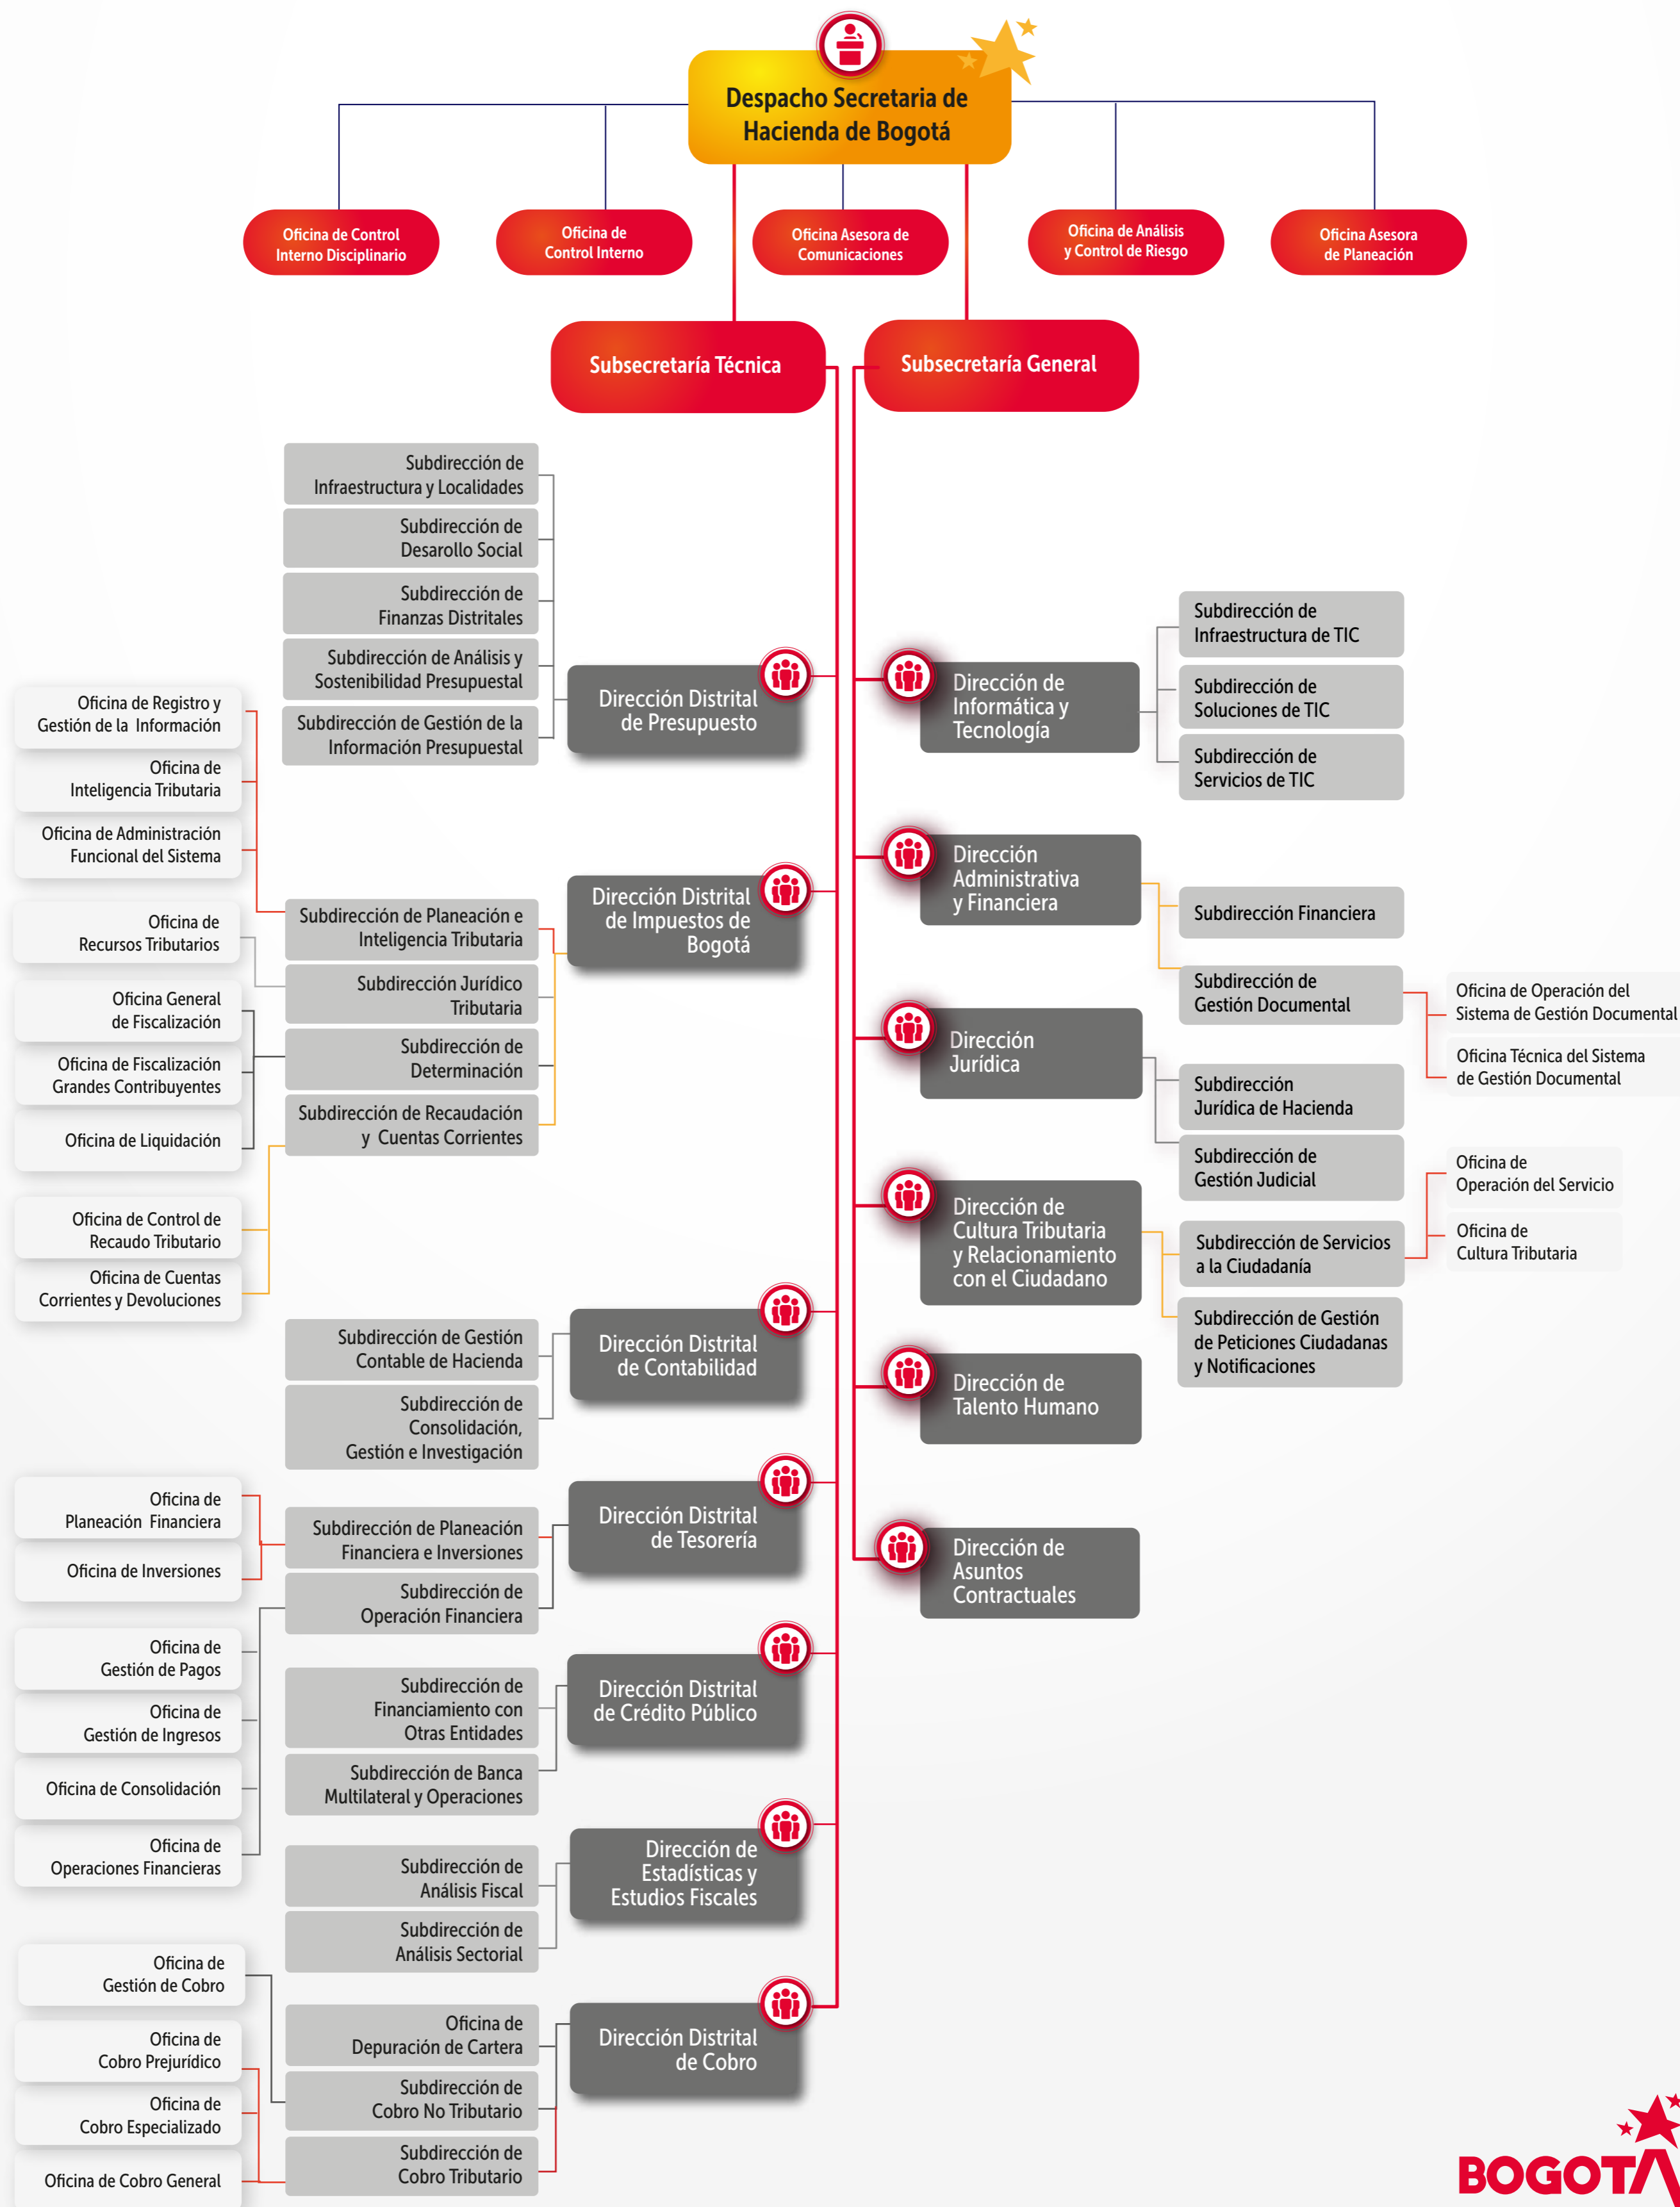 Despacho Secretaria de
Hacienda de Bogotá
Oficina de Control
Interno Disciplinario
Oficina de
Control Interno
Oficina Asesora de
Comunicaciones
Oficina de Análisis
y Control de Riesgo
Oficina Asesora
de Planeación
Subsecretaría Técnica
Subsecretaría General
Subdirección de
Infraestructura y Localidades
Subdirección de
Desarollo Social
Subdirección de
Finanzas Distritales
Subdirección de Análisis y
Sostenibilidad Presupuestal
Subdirección de Gestión de la
Información Presupuestal
Dirección Distrital
de Presupuesto
Oficina de Registro y
Gestión de la Información
Oficina de
Inteligencia Tributaria
Oficina de Administración
Funcional del Sistema
Oficina de
Recursos Tributarios
Oficina General
de Fiscalización
Oficina de Fiscalización
Grandes Contribuyentes
Oficina de Liquidación
Oficina de Control de
Recaudo Tributario
Oficina de Cuentas
Corrientes y Devoluciones
Subdirección de Planeación e
Inteligencia Tributaria
Subdirección Jurídico
Tributaria
Subdirección de
Determinación
Subdirección de Recaudación
y Cuentas Corrientes
Dirección Distrital
de Impuestos de
Bogotá
Subdirección de Gestión
Contable de Hacienda
Subdirección de
Consolidación,
Gestión e Investigación
Dirección Distrital
de Contabilidad
Oficina de
Planeación Financiera
Oficina de Inversiones
Oficina de
Gestión de Pagos
Oficina de
Gestión de Ingresos
Oficina de Consolidación
Oficina de
Operaciones Financieras
Subdirección de Planeación
Financiera e Inversiones
Subdirección de
Operación Financiera
Dirección Distrital
de Tesorería
Subdirección de
Financiamiento con
Otras Entidades
Subdirección de Banca
Multilateral y Operaciones
Dirección Distrital
de Crédito Público
Subdirección de
Análisis Fiscal
Subdirección de
Análisis Sectorial
Dirección de
Estadísticas y
Estudios Fiscales
Oficina de
Gestión de Cobro
Oficina de
Cobro Prejurídico
Oficina de
Cobro Especializado
Oficina de Cobro General
Oficina de
Depuración de Cartera
Subdirección de
Cobro No Tributario
Subdirección de
Cobro Tributario
Dirección Distrital
de Cobro
Dirección de
Informática y
Tecnología
Subdirección de
Infraestructura de TIC
Subdirección de
Soluciones de TIC
Subdirección de
Servicios de TIC
Dirección
Administrativa
y Financiera
Subdirección Financiera
Subdirección de
Gestión Documental
Oficina de Operación del
Sistema de Gestión Documental
Oficina Técnica del Sistema
de Gestión Documental
Dirección
Jurídica
Subdirección
Jurídica de Hacienda
Subdirección de
Gestión Judicial
Dirección de
Cultura Tributaria
y Relacionamiento
con el Ciudadano
Subdirección de Servicios
a la Ciudadanía
Subdirección de Gestión
de Peticiones Ciudadanas
y Notificaciones
Oficina de
Operación del Servicio
Oficina de
Cultura Tributaria
Dirección de
Talento Humano
Dirección de
Asuntos
Contractuales
BOGOTÁ